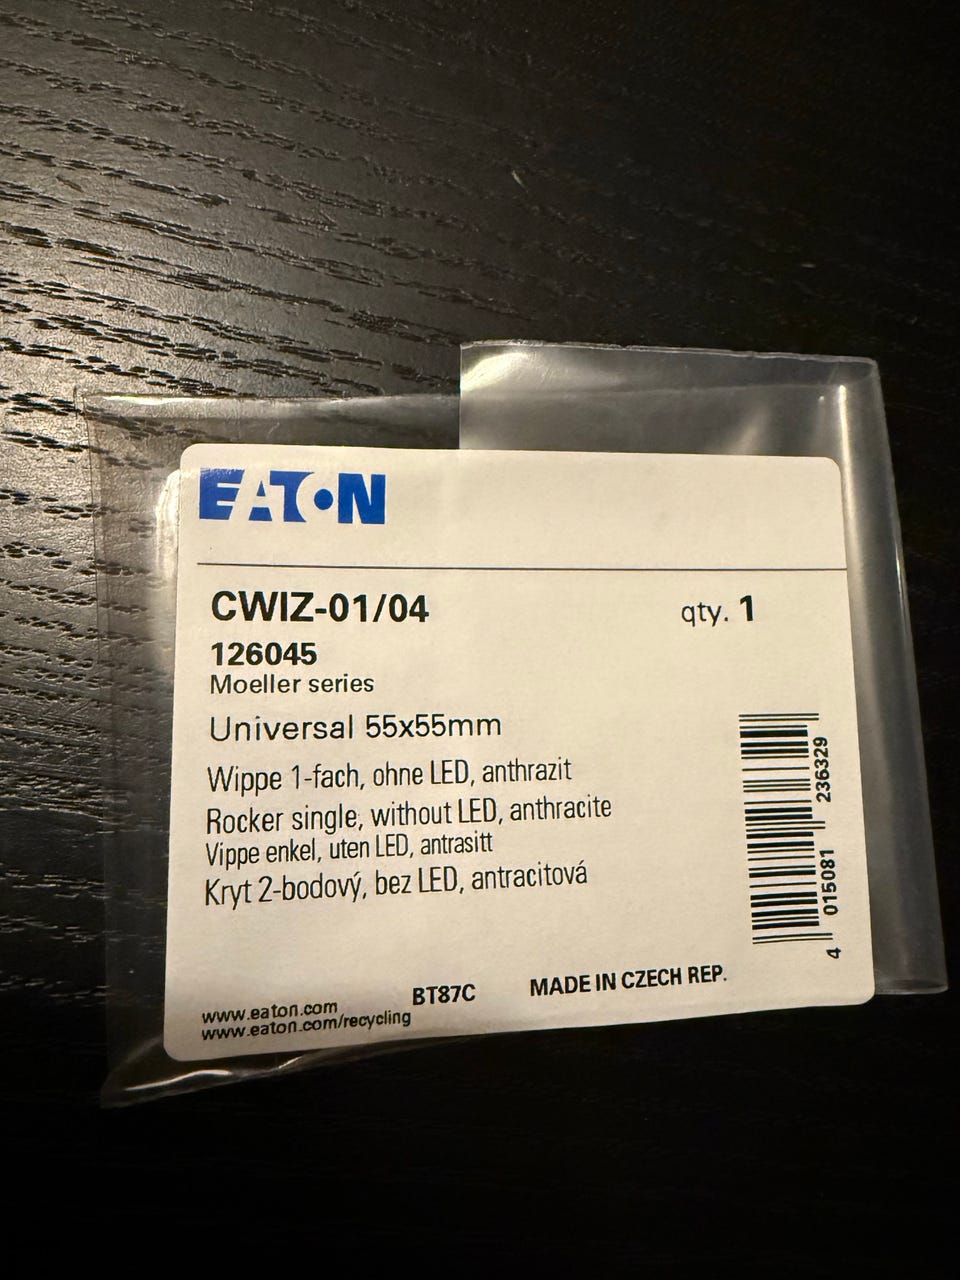 EATON
CWIZ-01/04
qty. 1
126045
Moeller series
Universal 55x55mm
Wippe 1-fach, ohne LED, anthrazit
Rocker single, without LED, anthracite
Vippe enkel, uten LED, antrasitt
Kryt 2-bodový, bez LED, antracitová
4 015081 236329
www.eaton.com
www.eaton.com/recycling
BT87C
MADE IN CZECH REP.